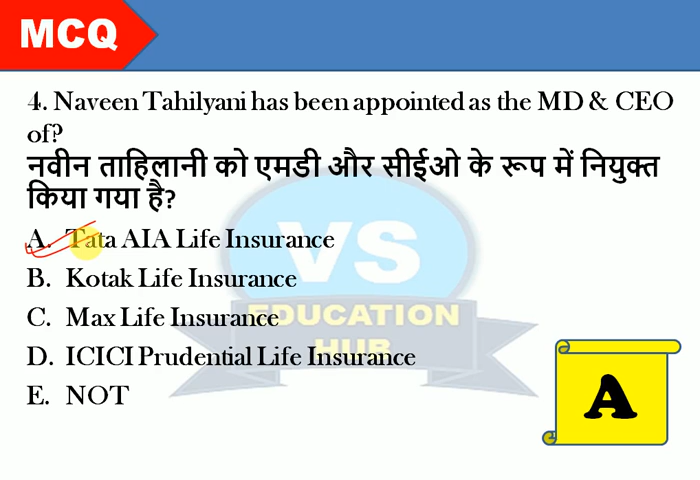 MCQ
4. Naveen Tahilyani has been appointed as the MD & CEO
of?
नवीन ताहिलानी को एमडी और सीईओ के रूप में नियुक्त
किया गया है?
A. Tata AIA Life Insurance
B. Kotak Life Insurance
C. Max Life Insurance
D. ICICI Prudential Life Insurance
E. NOT
VS
EDUCATION
HUB
A